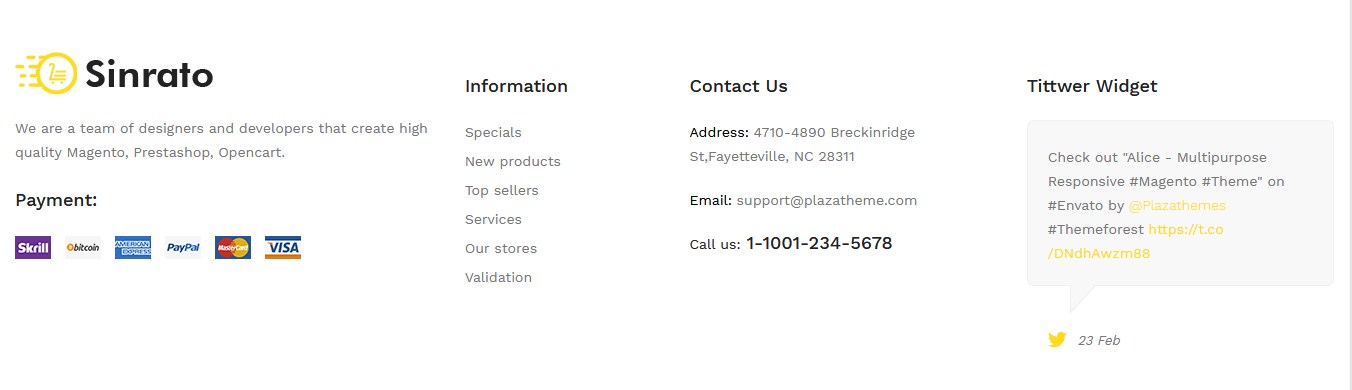 Sinrato
We are a team of designers and developers that create high
quality Magento, Prestashop, Opencart.
Payment:
Skrill
bitcoin
AMERICAN
EXPRESS
PayPal
MasterCard
VISA
Information
Specials
New products
Top sellers
Services
Our stores
Validation
Contact Us
Address: 4710-4890 Breckinridge
St,Fayetteville, NC 28311
Email: support@plazatheme.com
Call us: 1-1001-234-5678
Tittwer Widget
Check out "Alice - Multipurpose
Responsive #Magento #Theme" on
#Envato by @Plazathemes
#Themeforest https://t.co
/DNdhAwzm88
23 Feb